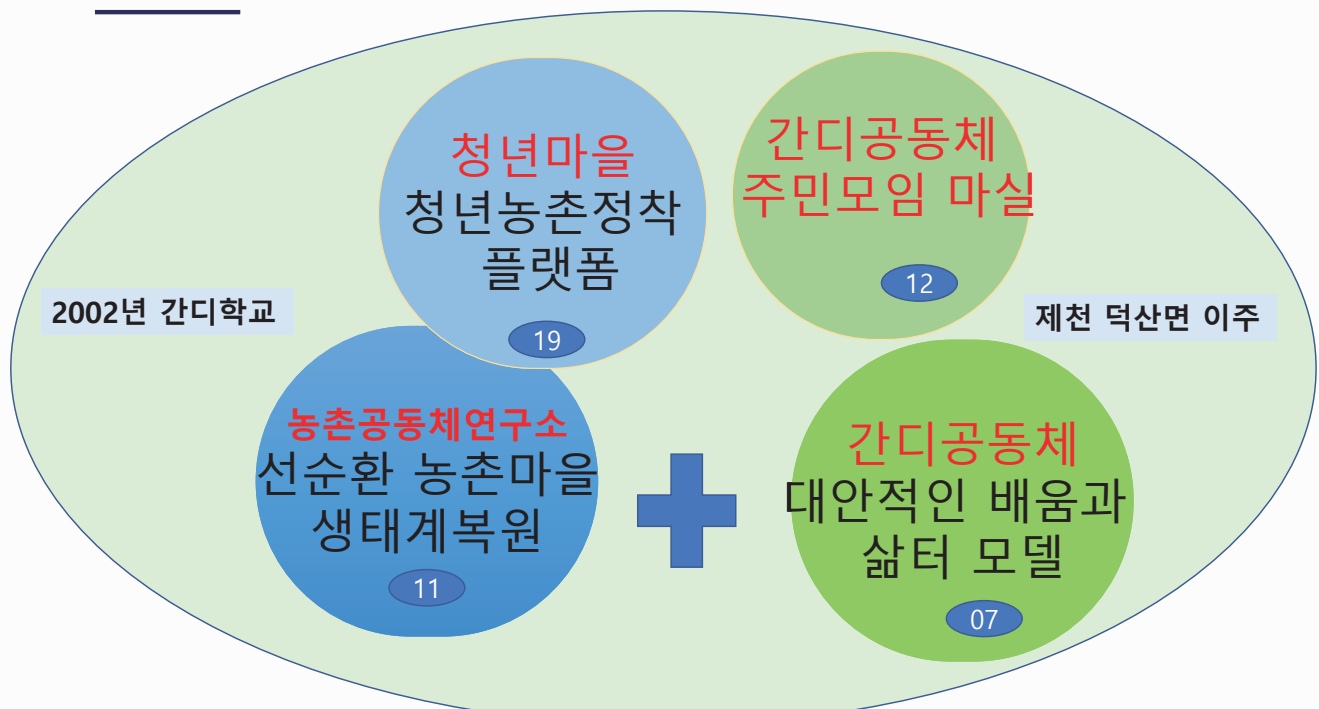 청년마을
청년농촌정착
플랫폼
19
간디공동체
주민모임 마실
12
2002년 간디학교
제천 덕산면 이주
농촌공동체연구소
선순환 농촌마을
생태계복원
11
간디공동체
대안적인 배움과
삶터 모델
07